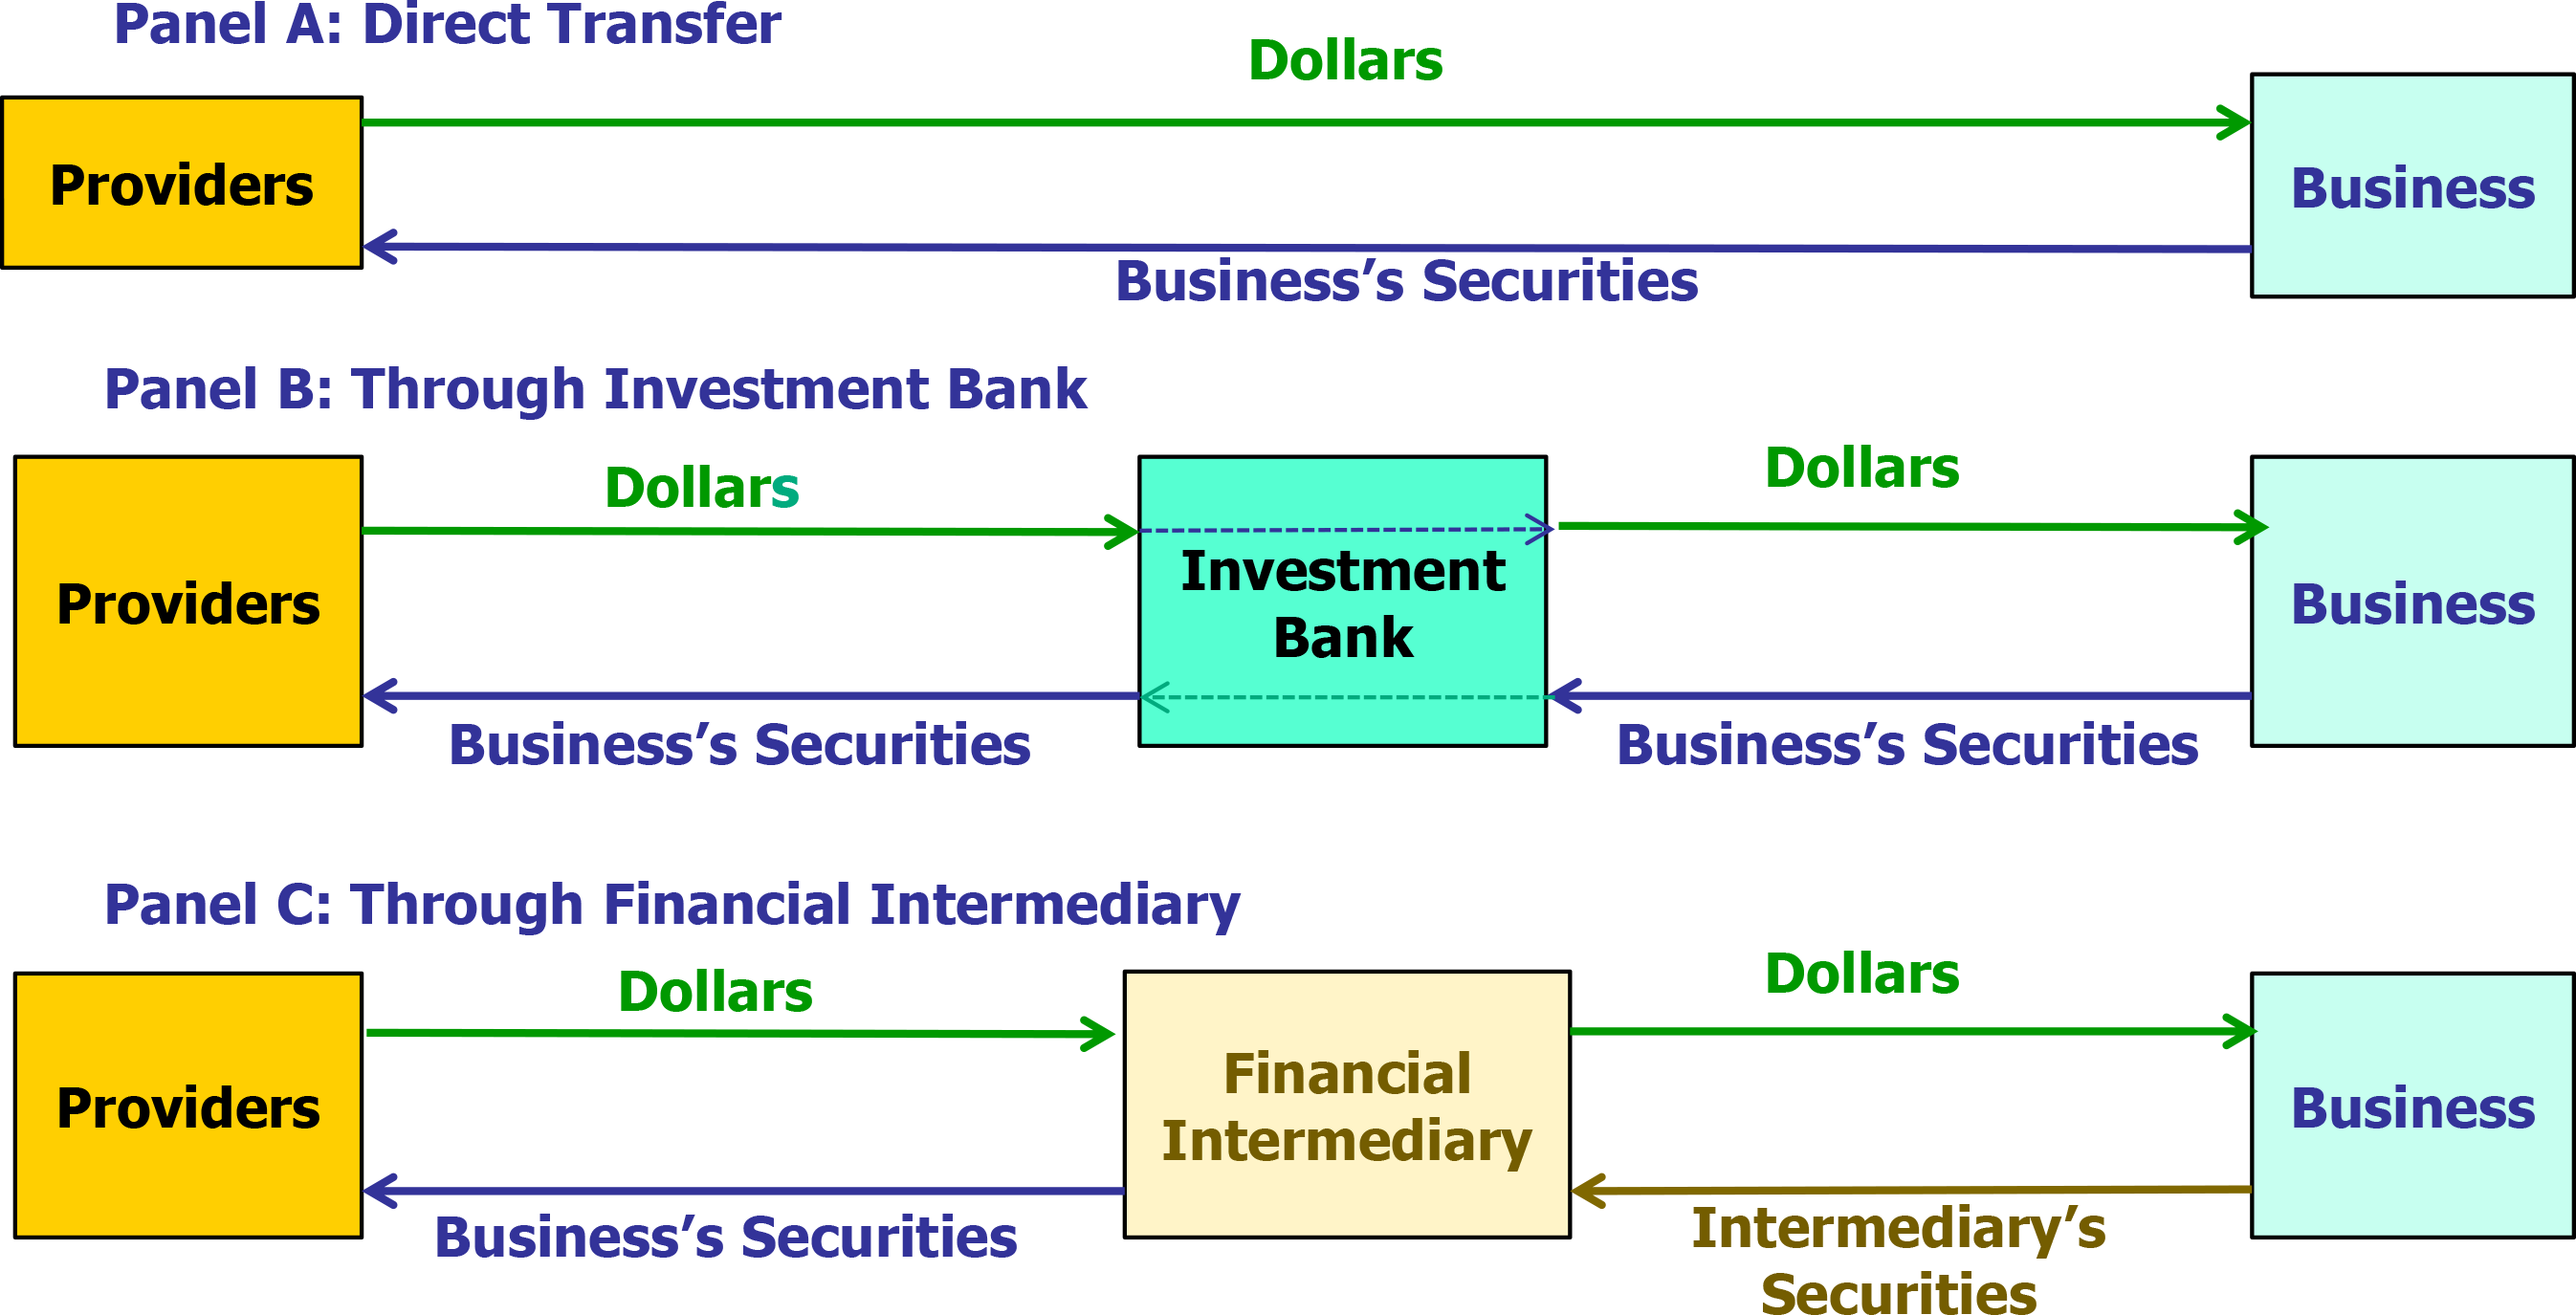 Panel A: Direct Transfer
Dollars
Providers
Business
Business’s Securities
Panel B: Through Investment Bank
Dollars
Dollars
Providers
Investment
Bank
Business
Business’s Securities
Business’s Securities
Panel C: Through Financial Intermediary
Dollars
Dollars
Providers
Financial
Intermediary
Business
Business’s Securities
Intermediary’s
Securities